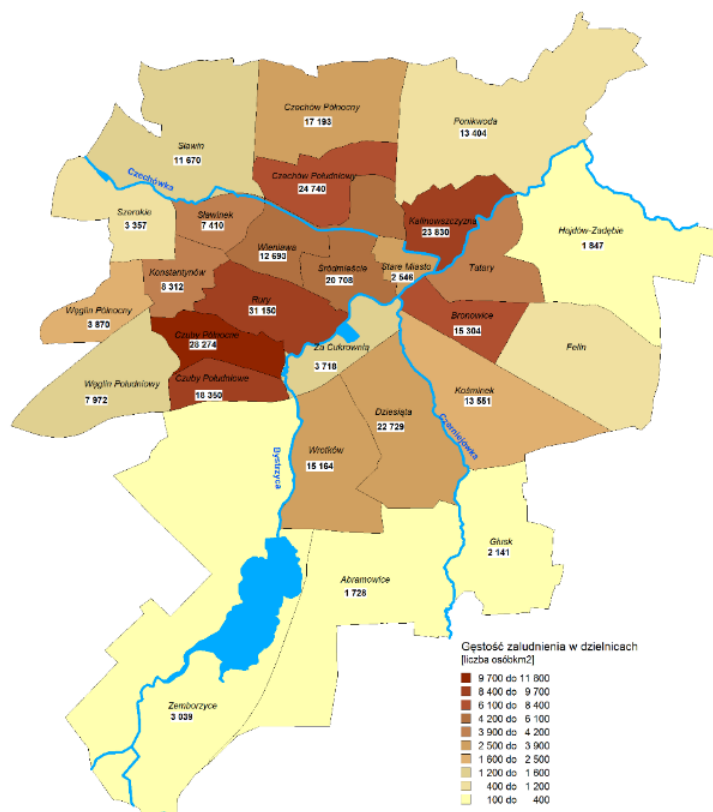 Czechów Północny
17 193
Ponikwoda
13 404
Sławin
11 670
Czechówka
Czechów Południowy
24 740
Szerokie
3 357
Sławinek
7 410
Kalinowszczyzna
23 830
Hajdów-Zadębie
1 847
Wieniawa
12 693
Śródmieście
20 708
Stare Miasto
2 546
Tatary
Konstantynów
8 312
Rury
31 150
Węglin Północny
3 870
Bronowice
15 304
Czuby Północne
28 274
Za Cukrownią
3 718
Felin
Węglin Południowy
7 972
Czuby Południowe
18 350
Kośminek
13 551
Dziesiąta
22 729
Czerniejówka
Wrotków
15 164
Bystrzyca
Głusk
2 141
Abramowice
1 728
Zemborzyce
3 039
Gęstość zaludnienia w dzielnicach
[liczba osóbkm2]
9 700 do 11 800
8 400 do 9 700
6 100 do 8 400
4 200 do 6 100
3 900 do 4 200
2 500 do 3 900
1 600 do 2 500
1 200 do 1 600
400 do 1 200
100 do 400